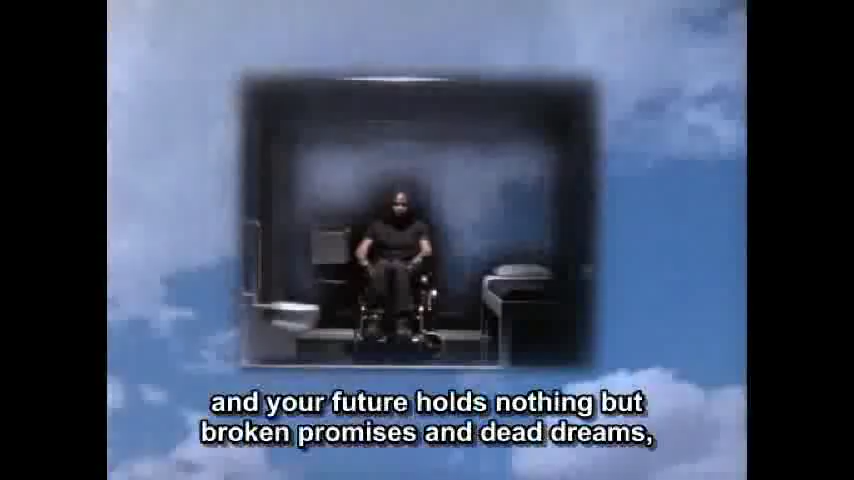 and your future holds nothing but
broken promises and dead dreams,